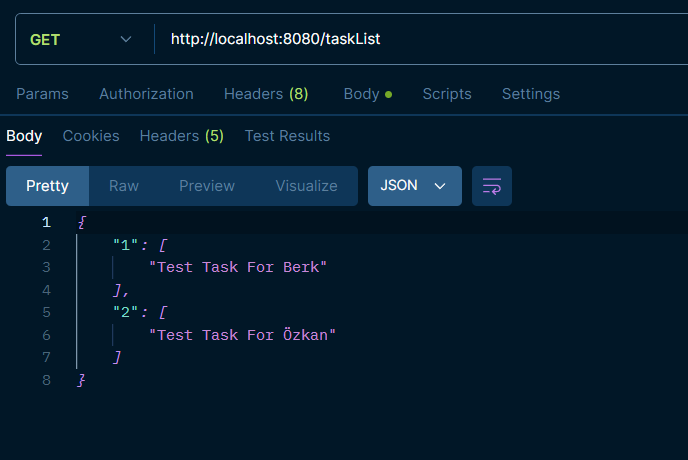 GET http://localhost:8080/taskList
Params Authorization Headers (8) Body Scripts Settings
Body Cookies Headers (5) Test Results
Pretty Raw Preview Visualize JSON
1 {
2 "1": [
3 "Test Task For Berk"
4 ],
5 "2": [
6 "Test Task For Özkan"
7 ]
8 }